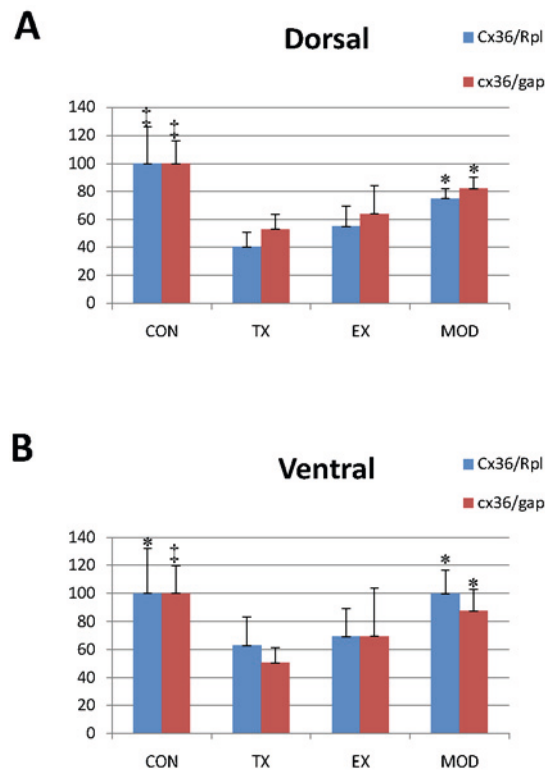 A
Dorsal
Cx36/Rpl
cx36/gap
140
120
100
80
60
40
20
0
‡ ‡ * *
CON TX EX MOD
B
Ventral
Cx36/Rpl
cx36/gap
140
120
100
80
60
40
20
0
* ‡ * *
CON TX EX MOD